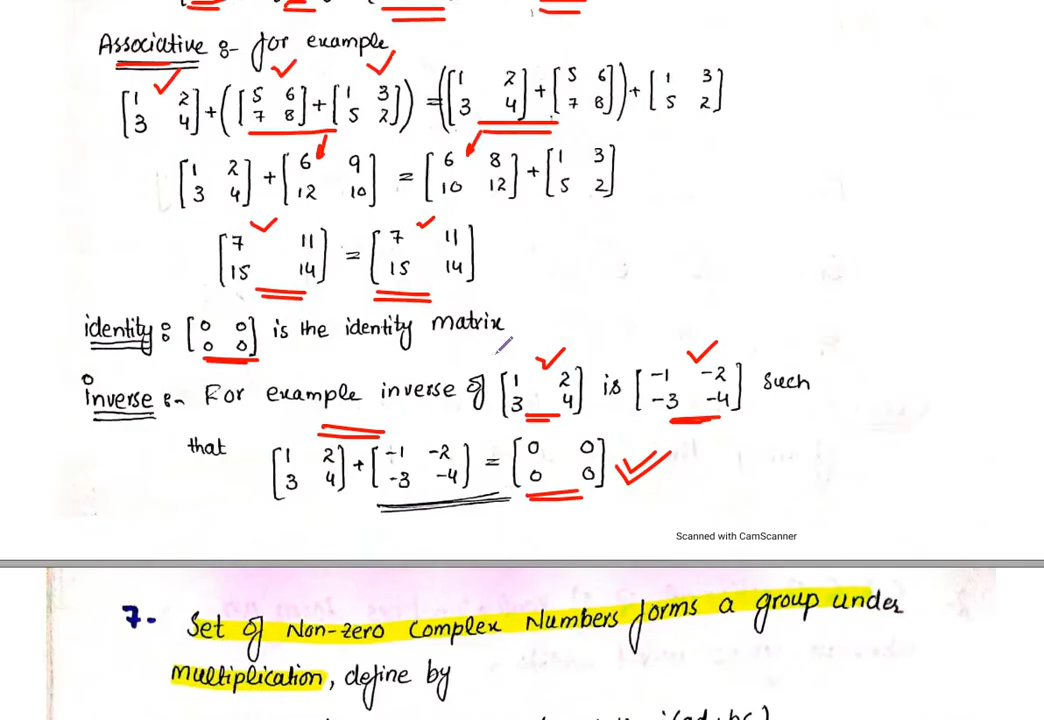 Associative :- for example,
[1 2 3 4] + ([5 6 7 8] + [1 3 5 2]) = ([1 2 3 4] + [5 6 7 8]) + [1 3 5 2]
[1 2 3 4] + [6 9 12 10] = [6 8 10 12] + [1 3 5 2]
[7 11 15 14] = [7 11 15 14]
identity : [0 0 0 0] is the identity matrix
inverse :- For example inverse of [1 2 3 4] is [-1 -2 -3 -4] such
that [1 2 3 4] + [-1 -2 -3 -4] = [0 0 0 0]
Scanned with CamScanner
7. Set of Non-zero Complex Numbers forms a group under
multiplication, define by